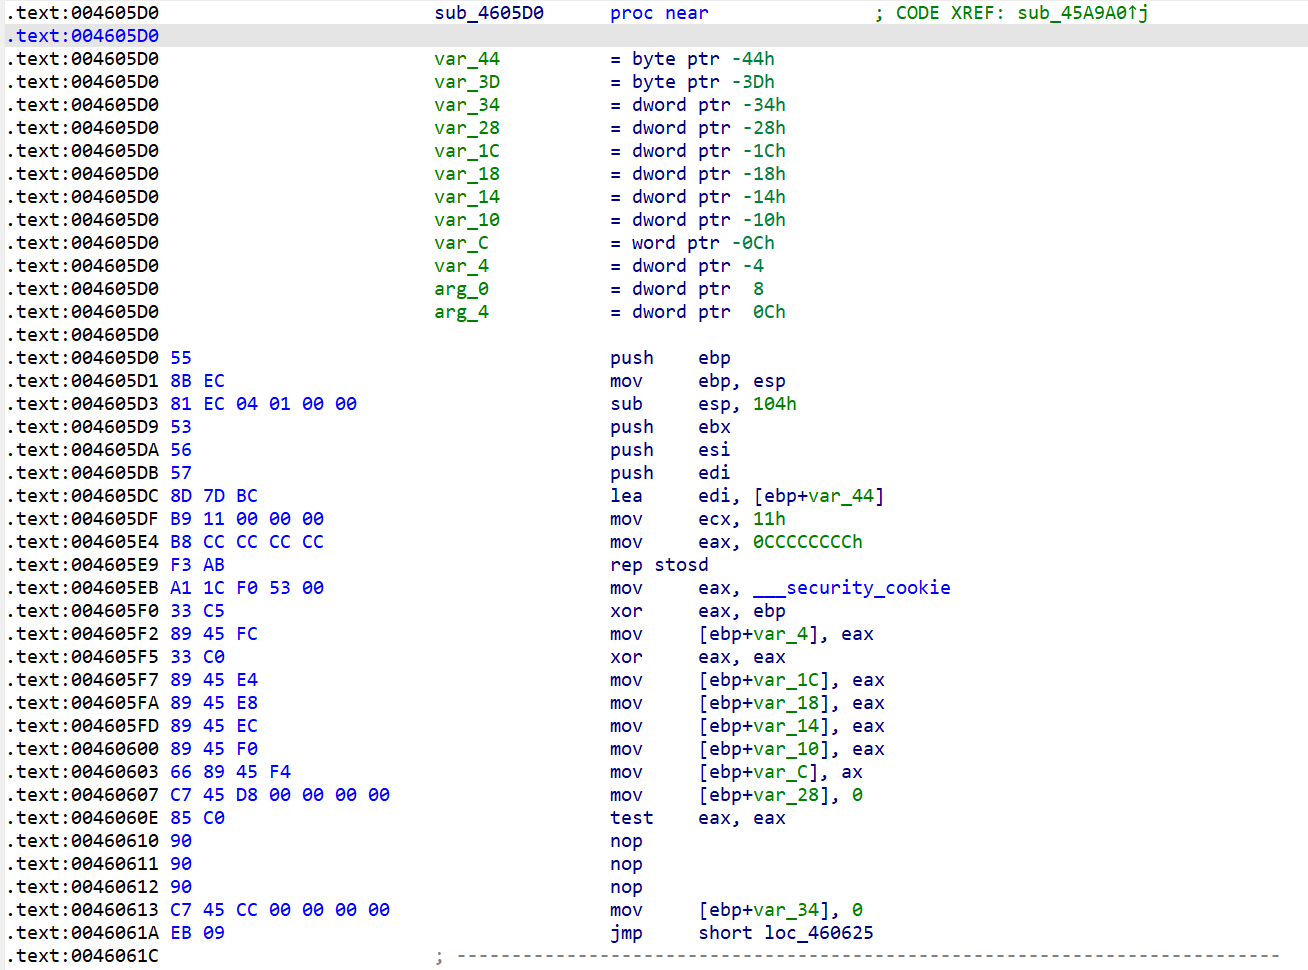 .text:004605D0 sub_4605D0 proc near ; CODE XREF: sub_45A9A0↑j
.text:004605D0
.text:004605D0 var_44 = byte ptr -44h
.text:004605D0 var_3D = byte ptr -3Dh
.text:004605D0 var_34 = dword ptr -34h
.text:004605D0 var_28 = dword ptr -28h
.text:004605D0 var_1C = dword ptr -1Ch
.text:004605D0 var_18 = dword ptr -18h
.text:004605D0 var_14 = dword ptr -14h
.text:004605D0 var_10 = dword ptr -10h
.text:004605D0 var_C = word ptr -0Ch
.text:004605D0 var_4 = dword ptr -4
.text:004605D0 arg_0 = dword ptr 8
.text:004605D0 arg_4 = dword ptr 0Ch
.text:004605D0
.text:004605D0 55 push ebp
.text:004605D1 8B EC mov ebp, esp
.text:004605D3 81 EC 04 01 00 00 sub esp, 104h
.text:004605D9 53 push ebx
.text:004605DA 56 push esi
.text:004605DB 57 push edi
.text:004605DC 8D 7D BC lea edi, [ebp+var_44]
.text:004605DF B9 11 00 00 00 mov ecx, 11h
.text:004605E4 B8 CC CC CC CC mov eax, 0CCCCCCCCh
.text:004605E9 F3 AB rep stosd
.text:004605EB A1 1C F0 53 00 mov eax, ___security_cookie
.text:004605F0 33 C5 xor eax, ebp
.text:004605F2 89 45 FC mov [ebp+var_4], eax
.text:004605F5 33 C0 xor eax, eax
.text:004605F7 89 45 E4 mov [ebp+var_1C], eax
.text:004605FA 89 45 E8 mov [ebp+var_18], eax
.text:004605FD 89 45 EC mov [ebp+var_14], eax
.text:00460600 89 45 F0 mov [ebp+var_10], eax
.text:00460603 66 89 45 F4 mov [ebp+var_C], ax
.text:00460607 C7 45 D8 00 00 00 00 mov [ebp+var_28], 0
.text:0046060E 85 C0 test eax, eax
.text:00460610 90 nop
.text:00460611 90 nop
.text:00460612 90 nop
.text:00460613 C7 45 CC 00 00 00 00 mov [ebp+var_34], 0
.text:0046061A EB 09 jmp short loc_460625
.text:0046061C ; ---------------------------------------------------------------------------